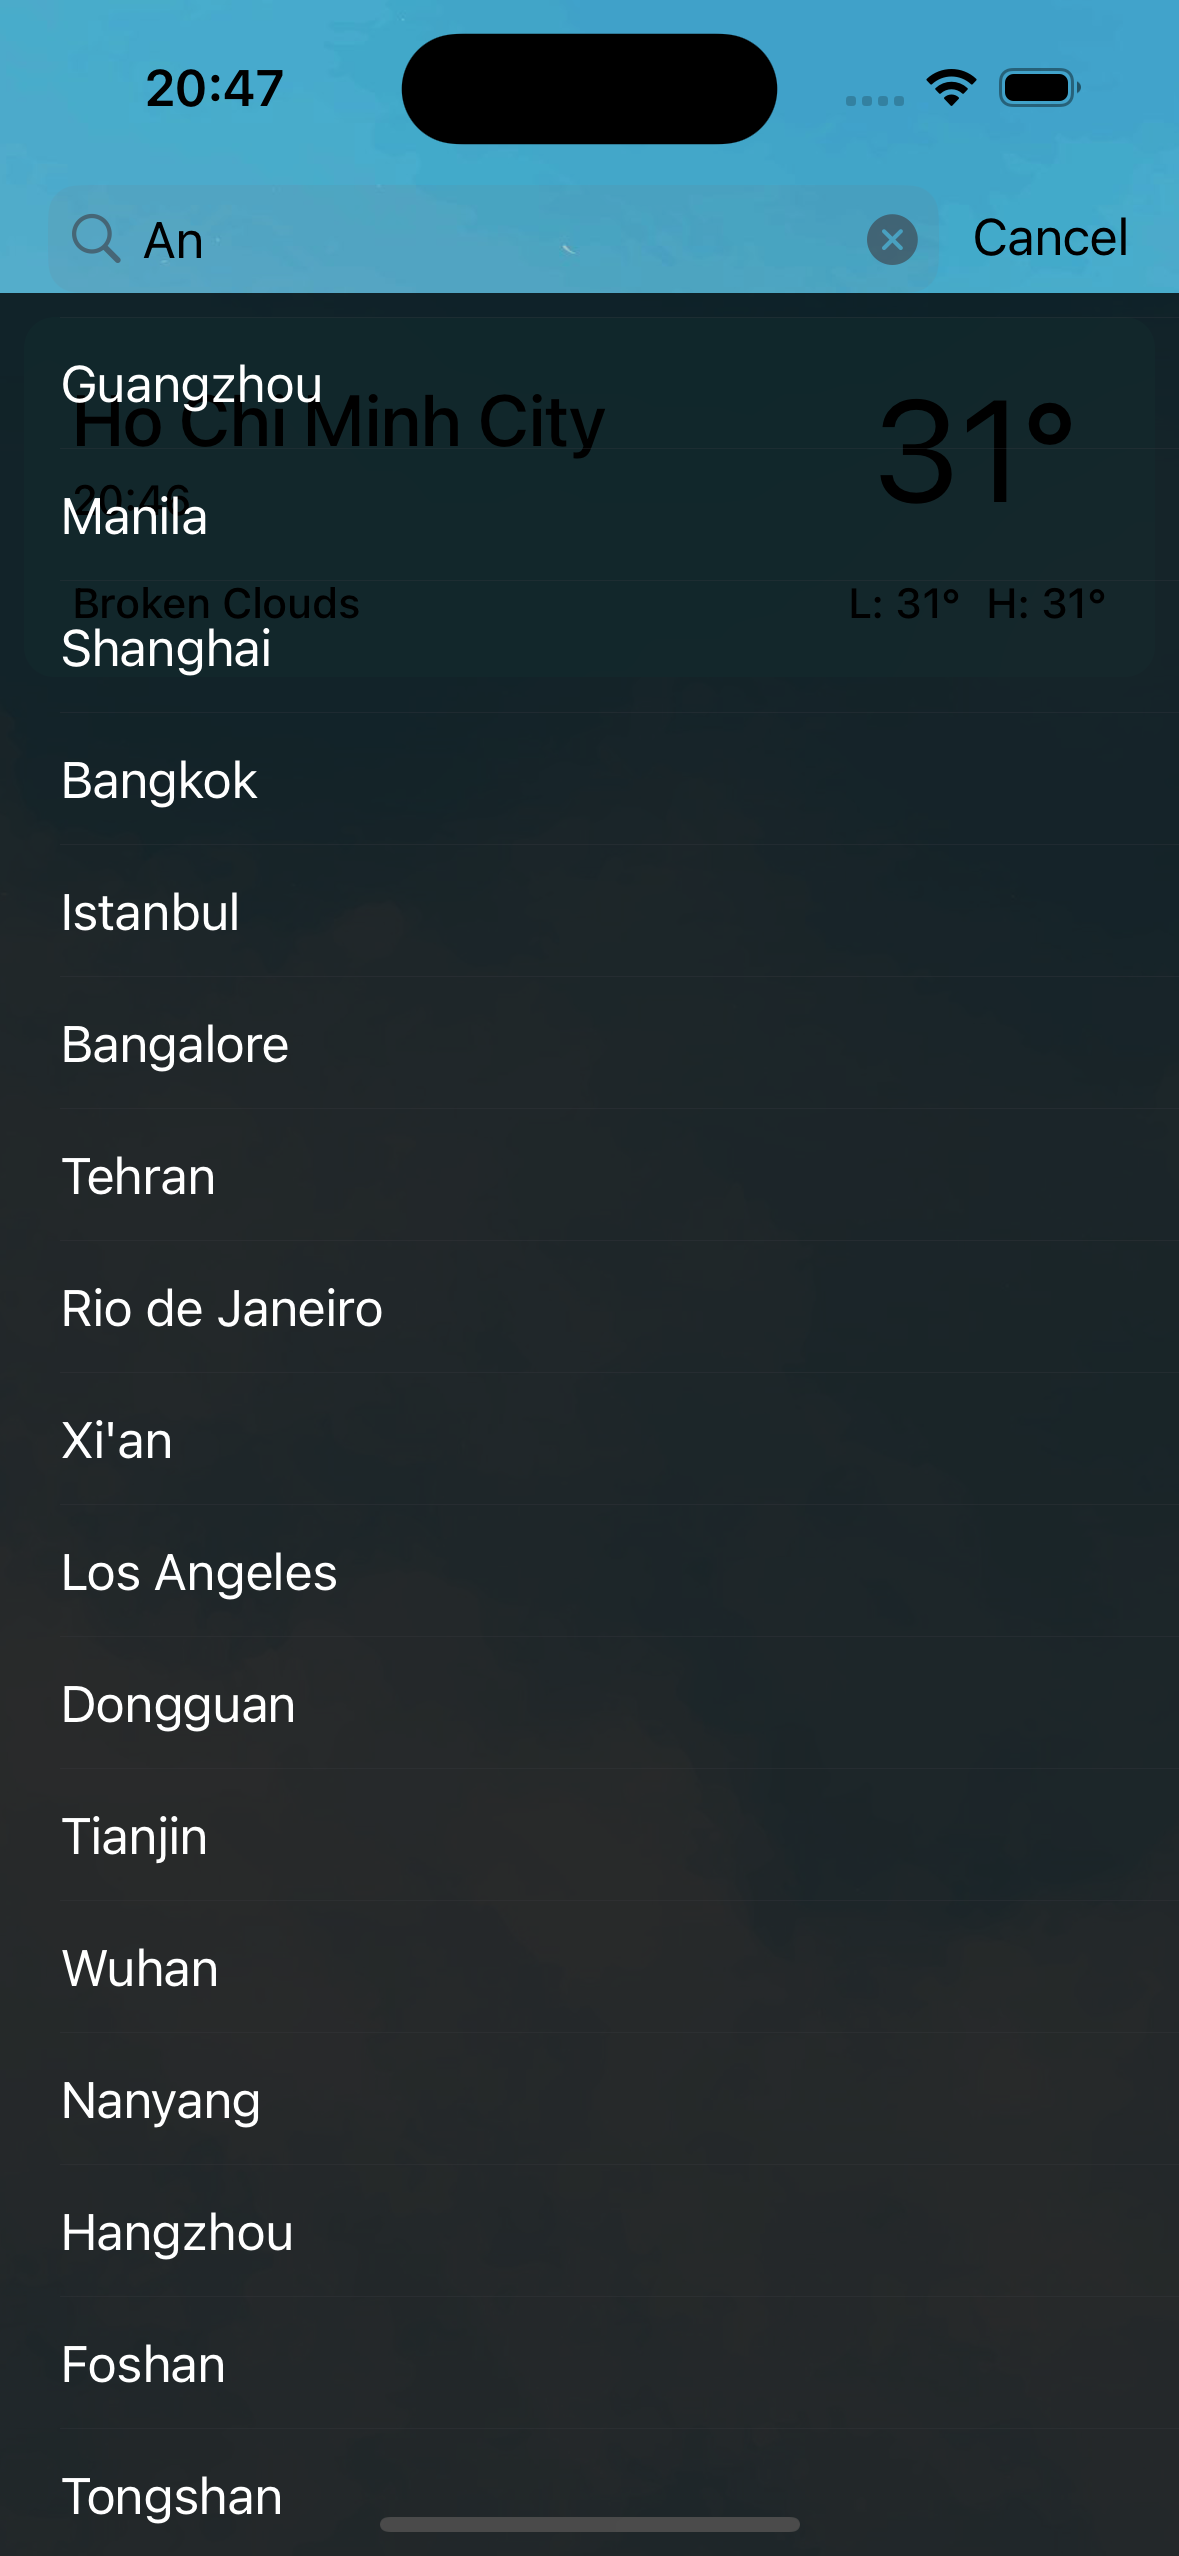 20:47
An
Cancel
Guangzhou
Ho Chi Minh City
31°
20:46
Manila
Broken Clouds
L: 31° H: 31°
Shanghai
Bangkok
Istanbul
Bangalore
Tehran
Rio de Janeiro
Xi'an
Los Angeles
Dongguan
Tianjin
Wuhan
Nanyang
Hangzhou
Foshan
Tongshan